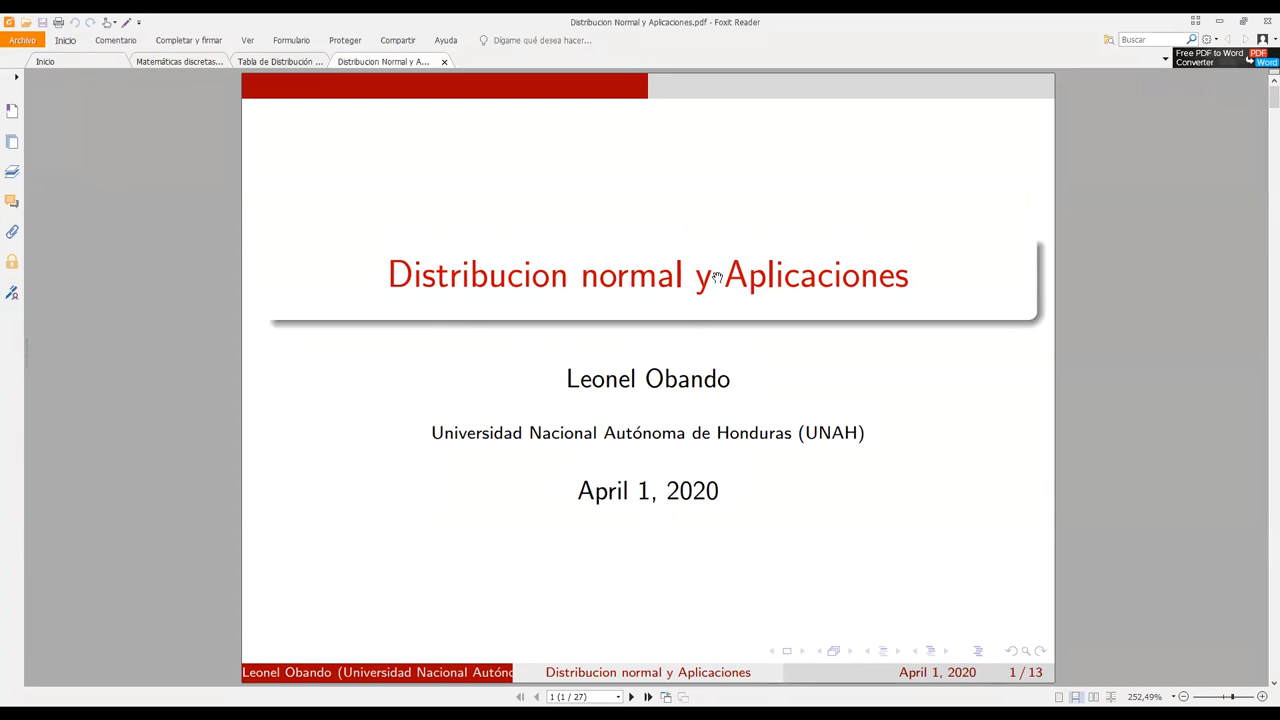 Distribucion Normal y Aplicaciones.pdf - Foxit Reader
Archivo Inicio Comentario Completar y firmar Ver Formulario Proteger Compartir Ayuda Dígame qué desea hacer... Buscar
Inicio Matemáticas discretas... Tabla de Distribución ... Distribucion Normal y A...
Free PDF to Word Converter PDF Word
Distribucion normal y Aplicaciones
Leonel Obando
Universidad Nacional Autónoma de Honduras (UNAH)
April 1, 2020
Leonel Obando (Universidad Nacional Autónc Distribucion normal y Aplicaciones April 1, 2020 1 / 13
1 (1 / 27) 252,49%